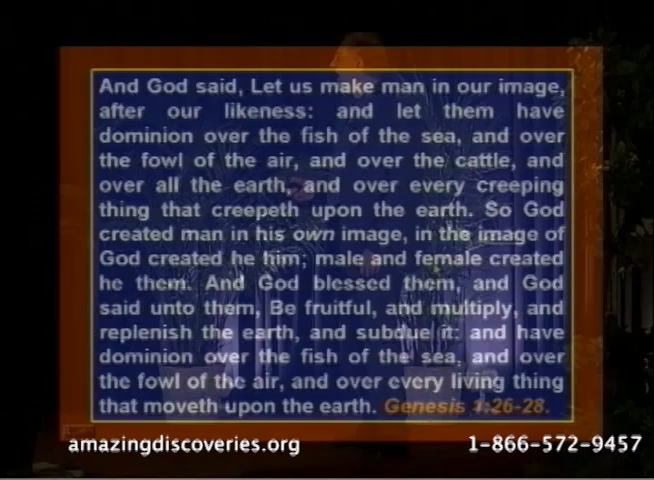 And God said, Let us make man in our image,
after our likeness: and let them have
dominion over the fish of the sea, and over
the fowl of the air, and over the cattle, and
over all the earth, and over every creeping
thing that creepeth upon the earth. So God
created man in his own image, in the image of
God created he him; male and female created
he them. And God blessed them, and God
said unto them, Be fruitful, and multiply, and
replenish the earth, and subdue it: and have
dominion over the fish of the sea, and over
the fowl of the air, and over every living thing
that moveth upon the earth. Genesis 1:26-28.
amazingdiscoveries.org 1-866-572-9457